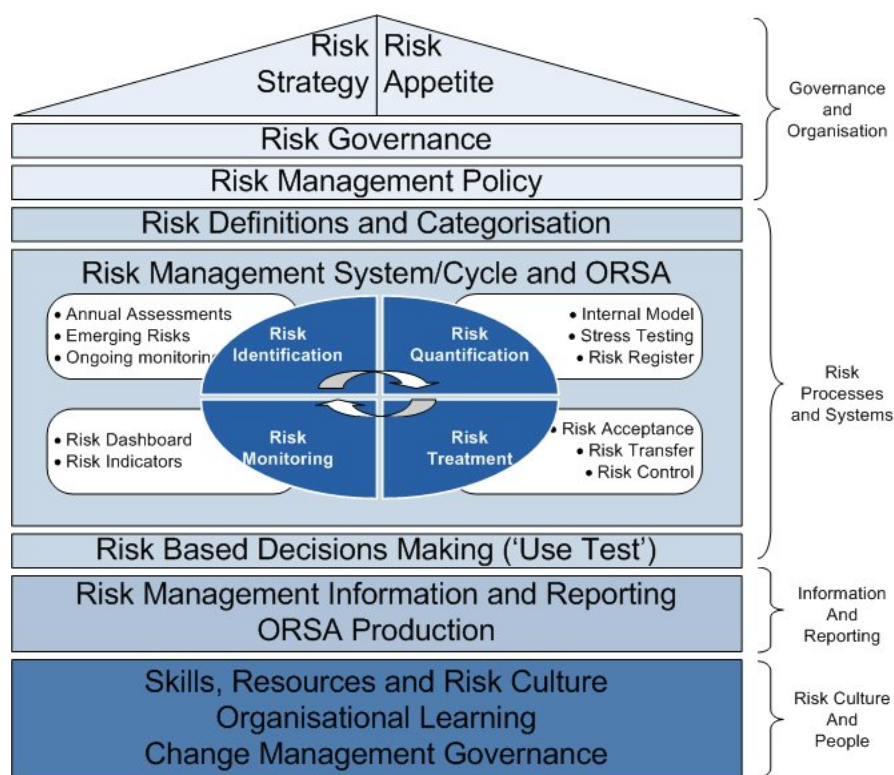 Risk
Strategy
Risk
Appetite
Governance
and
Organisation
Risk Governance
Risk Management Policy
Risk Definitions and Categorisation
Risk Management System/Cycle and ORSA
• Annual Assessments
• Emerging Risks
• Ongoing monitoring
Risk
Identification
Risk
Quantification
• Internal Model
• Stress Testing
• Risk Register
Risk
Processes
and Systems
• Risk Dashboard
• Risk Indicators
Risk
Monitoring
Risk
Treatment
• Risk Acceptance
• Risk Transfer
• Risk Control
Risk Based Decisions Making (‘Use Test’)
Risk Management Information and Reporting
ORSA Production
Information
And
Reporting
Skills, Resources and Risk Culture
Organisational Learning
Change Management Governance
Risk Culture
And
People